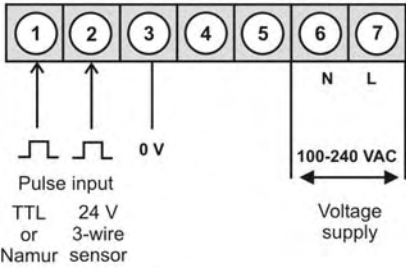 1 2 3 4 5 6 7
N L
0 V
100-240 VAC
Pulse input
TTL 24 V
or 3-wire
Namur sensor
Voltage
supply